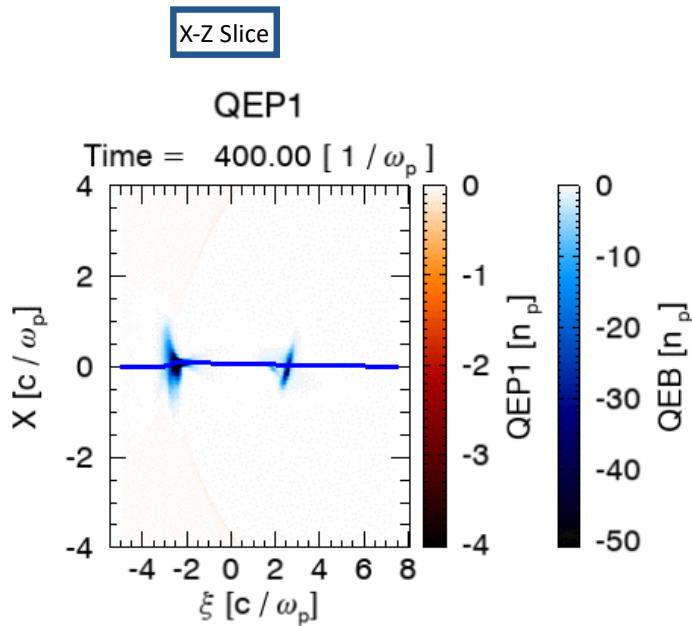 X-Z Slice
QEP1
Time = 400.00 [ 1 / ω_p ]
4
2
0
-2
-4
X [c / ω_p]
-4 -2 0 2 4 6 8
ξ [c / ω_p]
0
-1
-2
-3
-4
QEP1 [n_p]
0
-10
-20
-30
-40
-50
QEB [n_p]